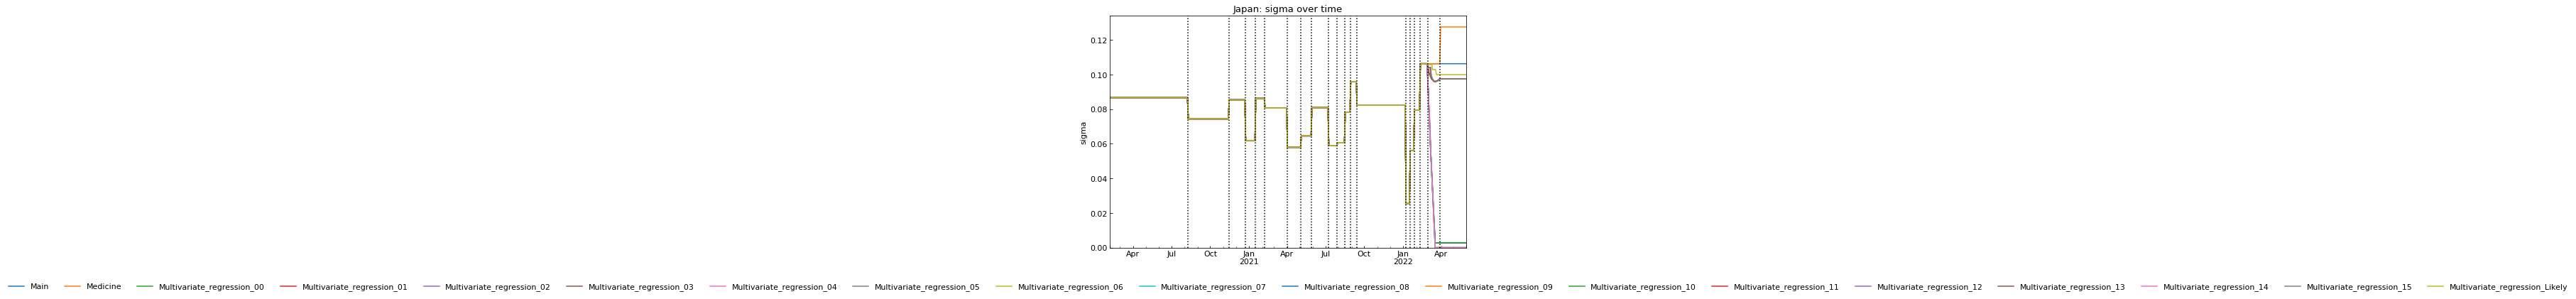 Japan: sigma over time
0.12
0.10
0.08
0.06
0.04
0.02
0.00
sigma
Apr Jul Oct Jan Apr Jul Oct Jan Apr
2021 2022
Main Medicine Multivariate_regression_00 Multivariate_regression_01 Multivariate_regression_02 Multivariate_regression_03 Multivariate_regression_04 Multivariate_regression_05 Multivariate_regression_06 Multivariate_regression_07 Multivariate_regression_08 Multivariate_regression_09 Multivariate_regression_10 Multivariate_regression_11 Multivariate_regression_12 Multivariate_regression_13 Multivariate_regression_14 Multivariate_regression_15 Multivariate_regression_Likely